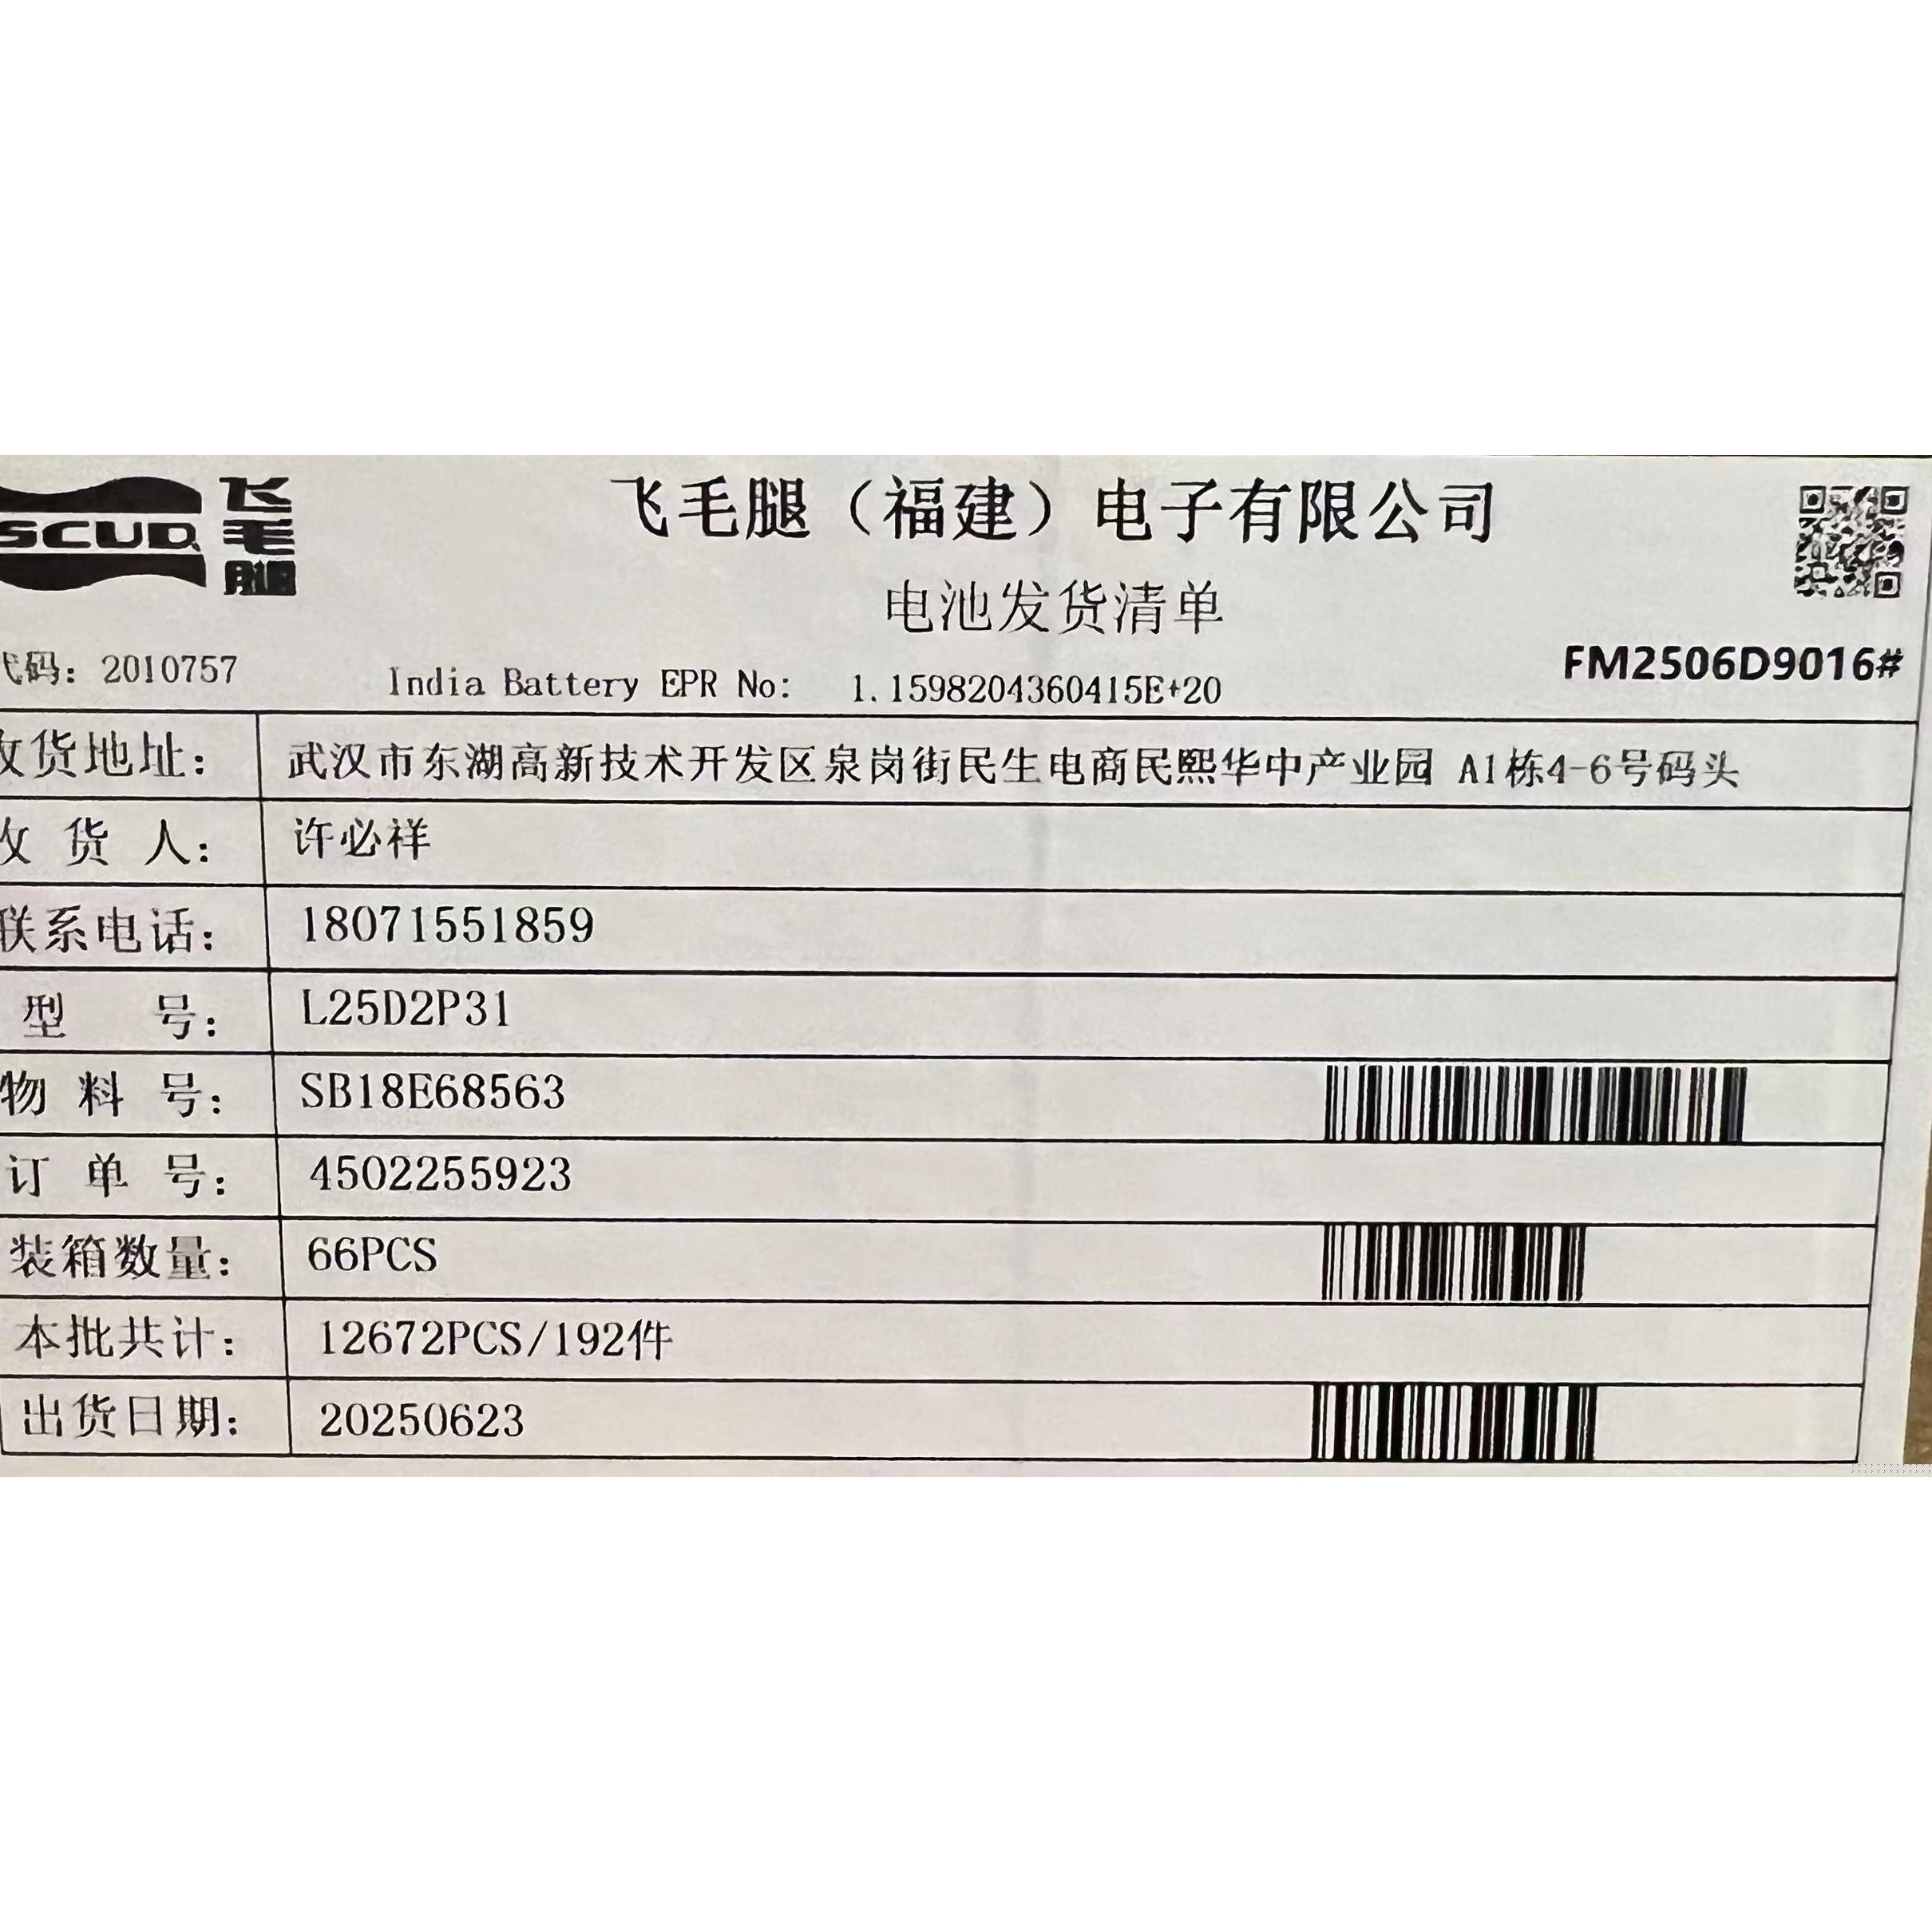 SCUD 飞毛腿
飞毛腿（福建）电子有限公司
电池发货清单
代码：2010757 India Battery EPR No: 1.1598204360415E+20 FM2506D9016#
收货地址： 武汉市东湖高新技术开发区泉岗街民生电商民熙华中产业园 A1栋4-6号码头
收货人： 许必祥
联系电话： 18071551859
型号： L25D2P31
物料号： SB18E68563
订单号： 4502255923
装箱数量： 66PCS
本批共计： 12672PCS/192件
出货日期： 20250623